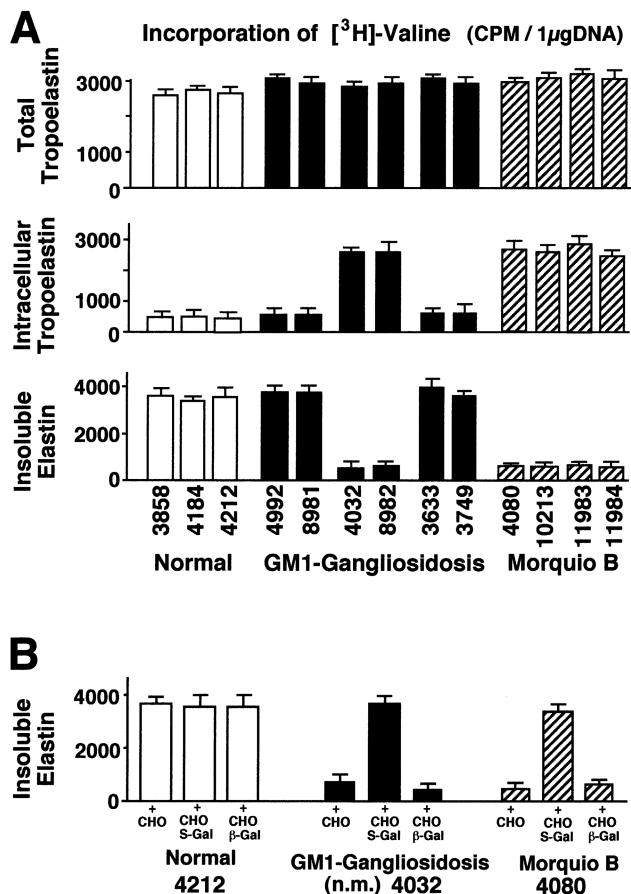 A
Incorporation of [³H]-Valine (CPM / 1µgDNA)
Total
Tropoelastin
3000
1000
0
Intracellular
Tropoelastin
3000
1000
0
Insoluble
Elastin
4000
2000
0
3858 4184 4212 4992 8981 4032 8982 3633 3749 4080 10213 11983 11984
Normal GM1-Gangliosidosis Morquio B
B
Insoluble
Elastin
4000
2000
0
+ + + + + + + + +
CHO CHO CHO CHO CHO CHO CHO CHO CHO
S-Gal β-Gal S-Gal β-Gal S-Gal β-Gal
Normal GM1-Gangliosidosis Morquio B
4212 (n.m.) 4032 4080